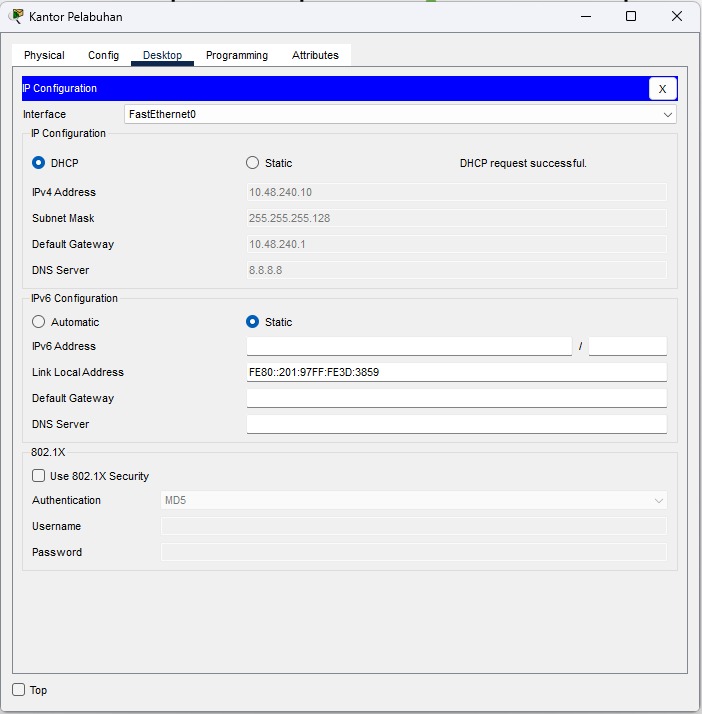 Kantor Pelabuhan
Physical Config Desktop Programming Attributes
IP Configuration X
Interface FastEthernet0
IP Configuration
DHCP Static DHCP request successful.
IPv4 Address 10.48.240.10
Subnet Mask 255.255.255.128
Default Gateway 10.48.240.1
DNS Server 8.8.8.8
IPv6 Configuration
Automatic Static
IPv6 Address /
Link Local Address FE80::201:97FF:FE3D:3859
Default Gateway
DNS Server
802.1X
Use 802.1X Security
Authentication MD5
Username
Password
Top